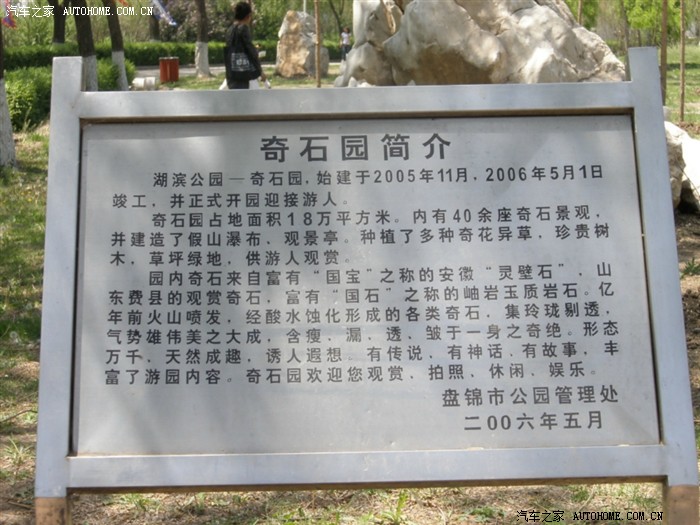 汽车之家 AUTOHOME.COM.CN
奇石园简介
湖滨公园—奇石园,始建于2005年11月,2006年5月1日
竣工,并正式开园迎接游人。
奇石园占地面积18万平方米。内有40余座奇石景观,
并建造了假山瀑布,观景亭。种植了多种奇花异草,珍贵树
木,草坪绿地,供游人观赏。
园内奇石来自富有“国宝”之称的安徽“灵壁石”,山
东费县的观赏奇石,富有“国石”之称的岫岩玉质岩石。亿
年前火山喷发,经酸水蚀化形成的各类奇石,集玲珑剔透,
气势雄伟美之大成,含瘦,漏,透,皱于一身之奇绝。形态
万千,天然成趣,诱人遐想,有传说,有神话,有故事,丰
富了游园内容。奇石园欢迎您观赏,拍照,休闲,娱乐。
盘锦市公园管理处
二00六年五月
汽车之家 AUTOHOME.COM.CN